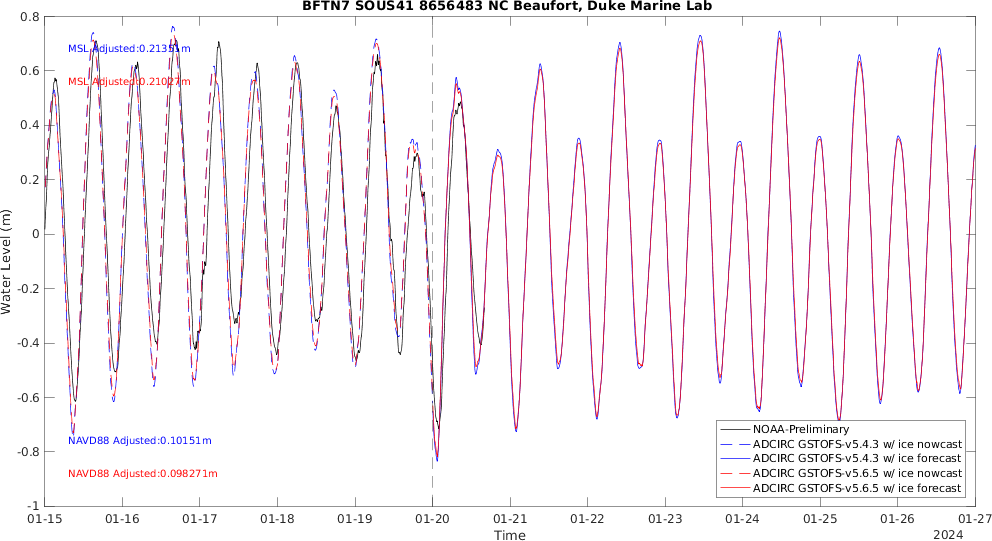 BFTN7 SOUS41 8656483 NC Beaufort, Duke Marine Lab
0.8
0.6
0.4
0.2
0
-0.2
-0.4
-0.6
-0.8
-1
Water Level (m)
MSL Adjusted:0.21351m
MSL Adjusted:0.21027m
NAVD88 Adjusted:0.10151m
NAVD88 Adjusted:0.098271m
NOAA-Preliminary
ADCIRC GSTOFS-v5.4.3 w/ ice nowcast
ADCIRC GSTOFS-v5.4.3 w/ ice forecast
ADCIRC GSTOFS-v5.6.5 w/ ice nowcast
ADCIRC GSTOFS-v5.6.5 w/ ice forecast
01-15 01-16 01-17 01-18 01-19 01-20 01-21 01-22 01-23 01-24 01-25 01-26 01-27
Time
2024